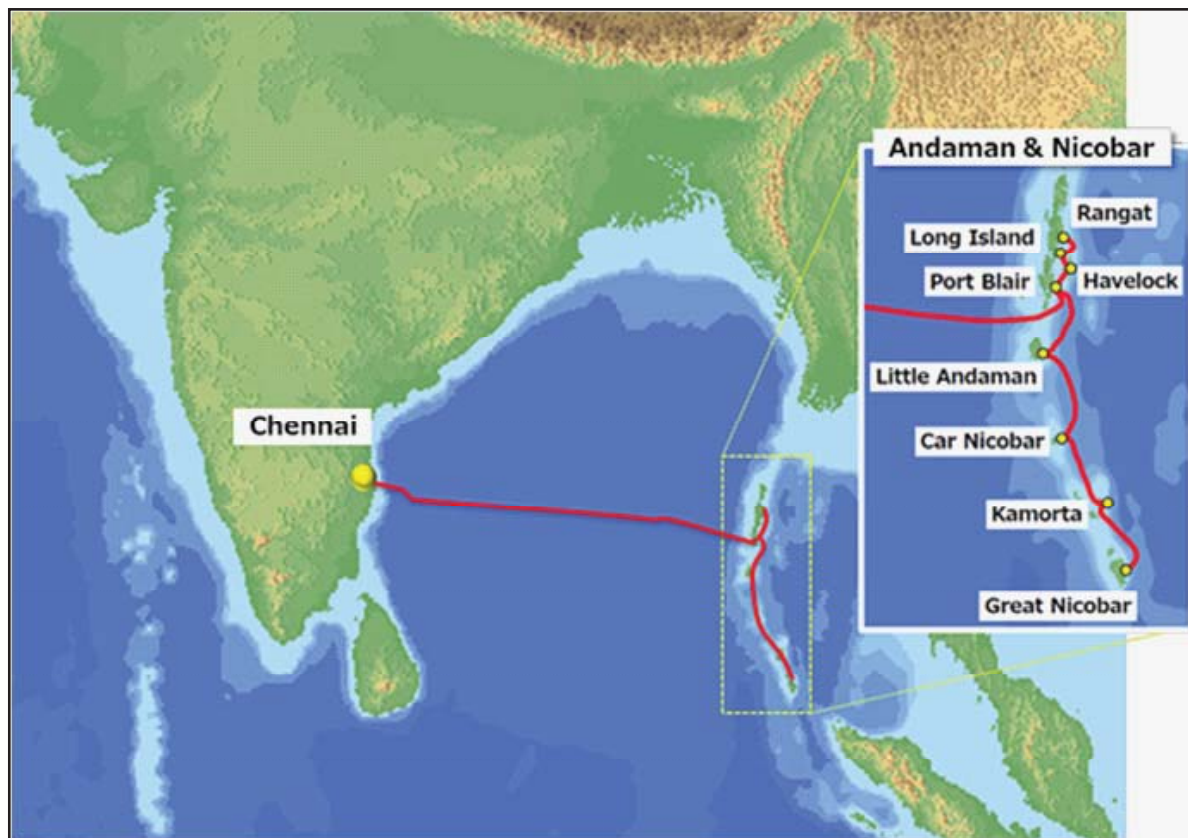 Andaman & Nicobar
Rangat
Long Island
Port Blair
Havelock
Little Andaman
Chennai
Car Nicobar
Kamorta
Great Nicobar